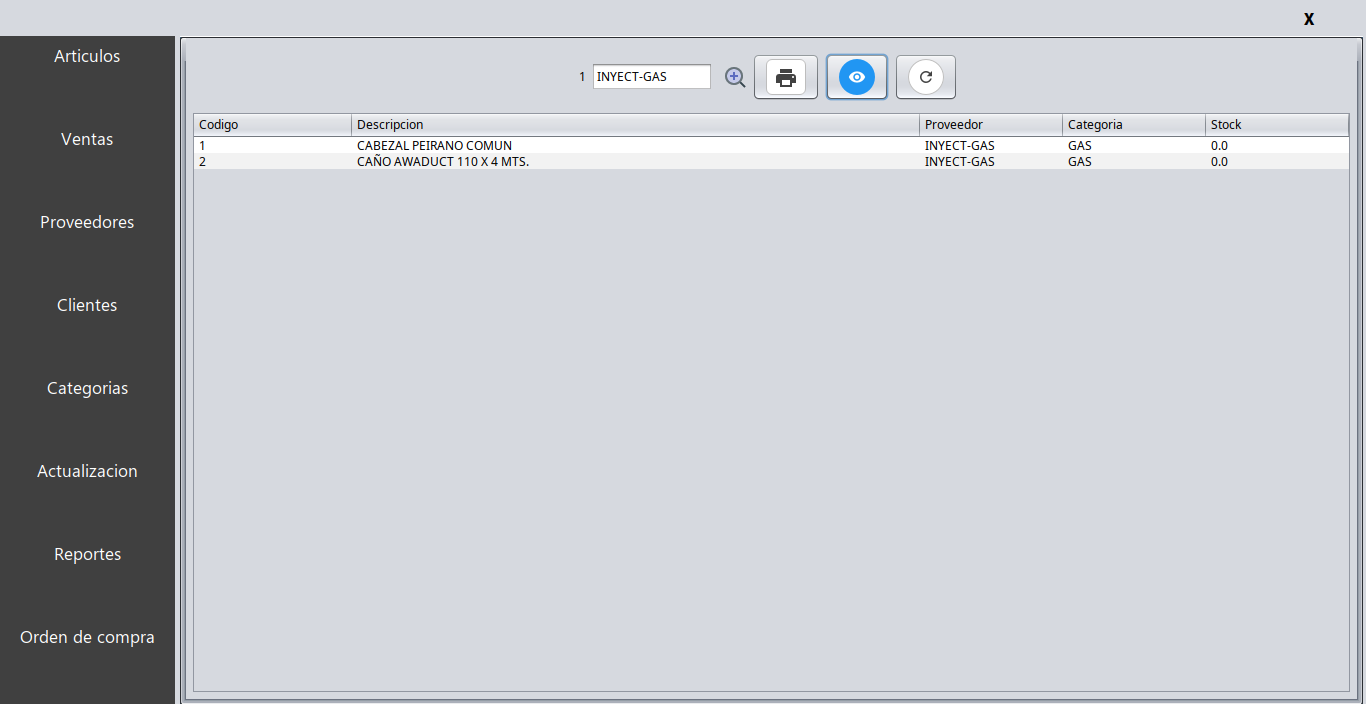 X
Articulos
Ventas
Proveedores
Clientes
Categorias
Actualizacion
Reportes
Orden de compra
1 INYECT-GAS
Codigo Descripcion Proveedor Categoria Stock
1 CABEZAL PEIRANO COMUN INYECT-GAS GAS 0.0
2 CAÑO AWADUCT 110 X 4 MTS. INYECT-GAS GAS 0.0